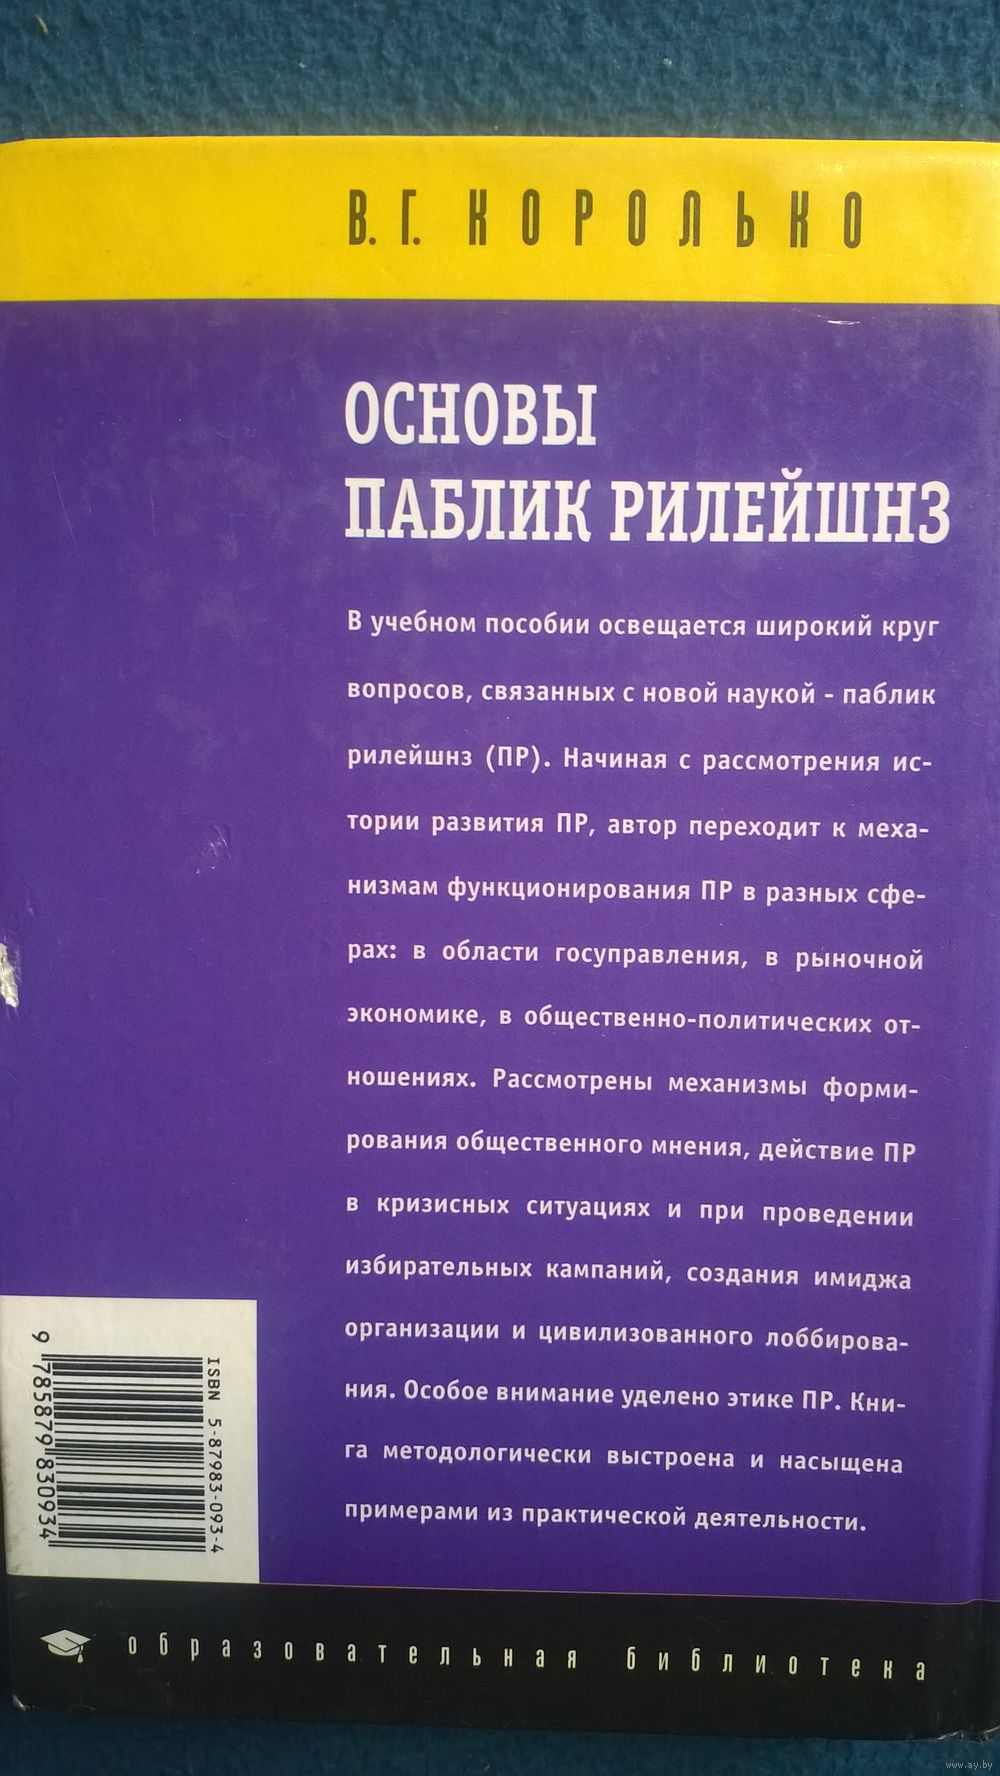 В. Г. КОРОЛЬКО
ОСНОВЫ
ПАБЛИК РИЛЕЙШНЗ
В учебном пособии освещается широкий круг
вопросов, связанных с новой наукой - паблик
рилейшнз (ПР). Начиная с рассмотрения ис-
тории развития ПР, автор переходит к меха-
низмам функционирования ПР в разных сфе-
рах: в области госуправления, в рыночной
экономике, в общественно-политических от-
ношениях. Рассмотрены механизмы форми-
рования общественного мнения, действие ПР
в кризисных ситуациях и при проведении
избирательных кампаний, создания имиджа
организации и цивилизованного лоббирова-
ния. Особое внимание уделено этике ПР. Кни-
га методологически выстроена и насыщена
примерами из практической деятельности.
ISBN 5-87983-093-4
9 785879 830934
образовательная библиотека
www.ay.by